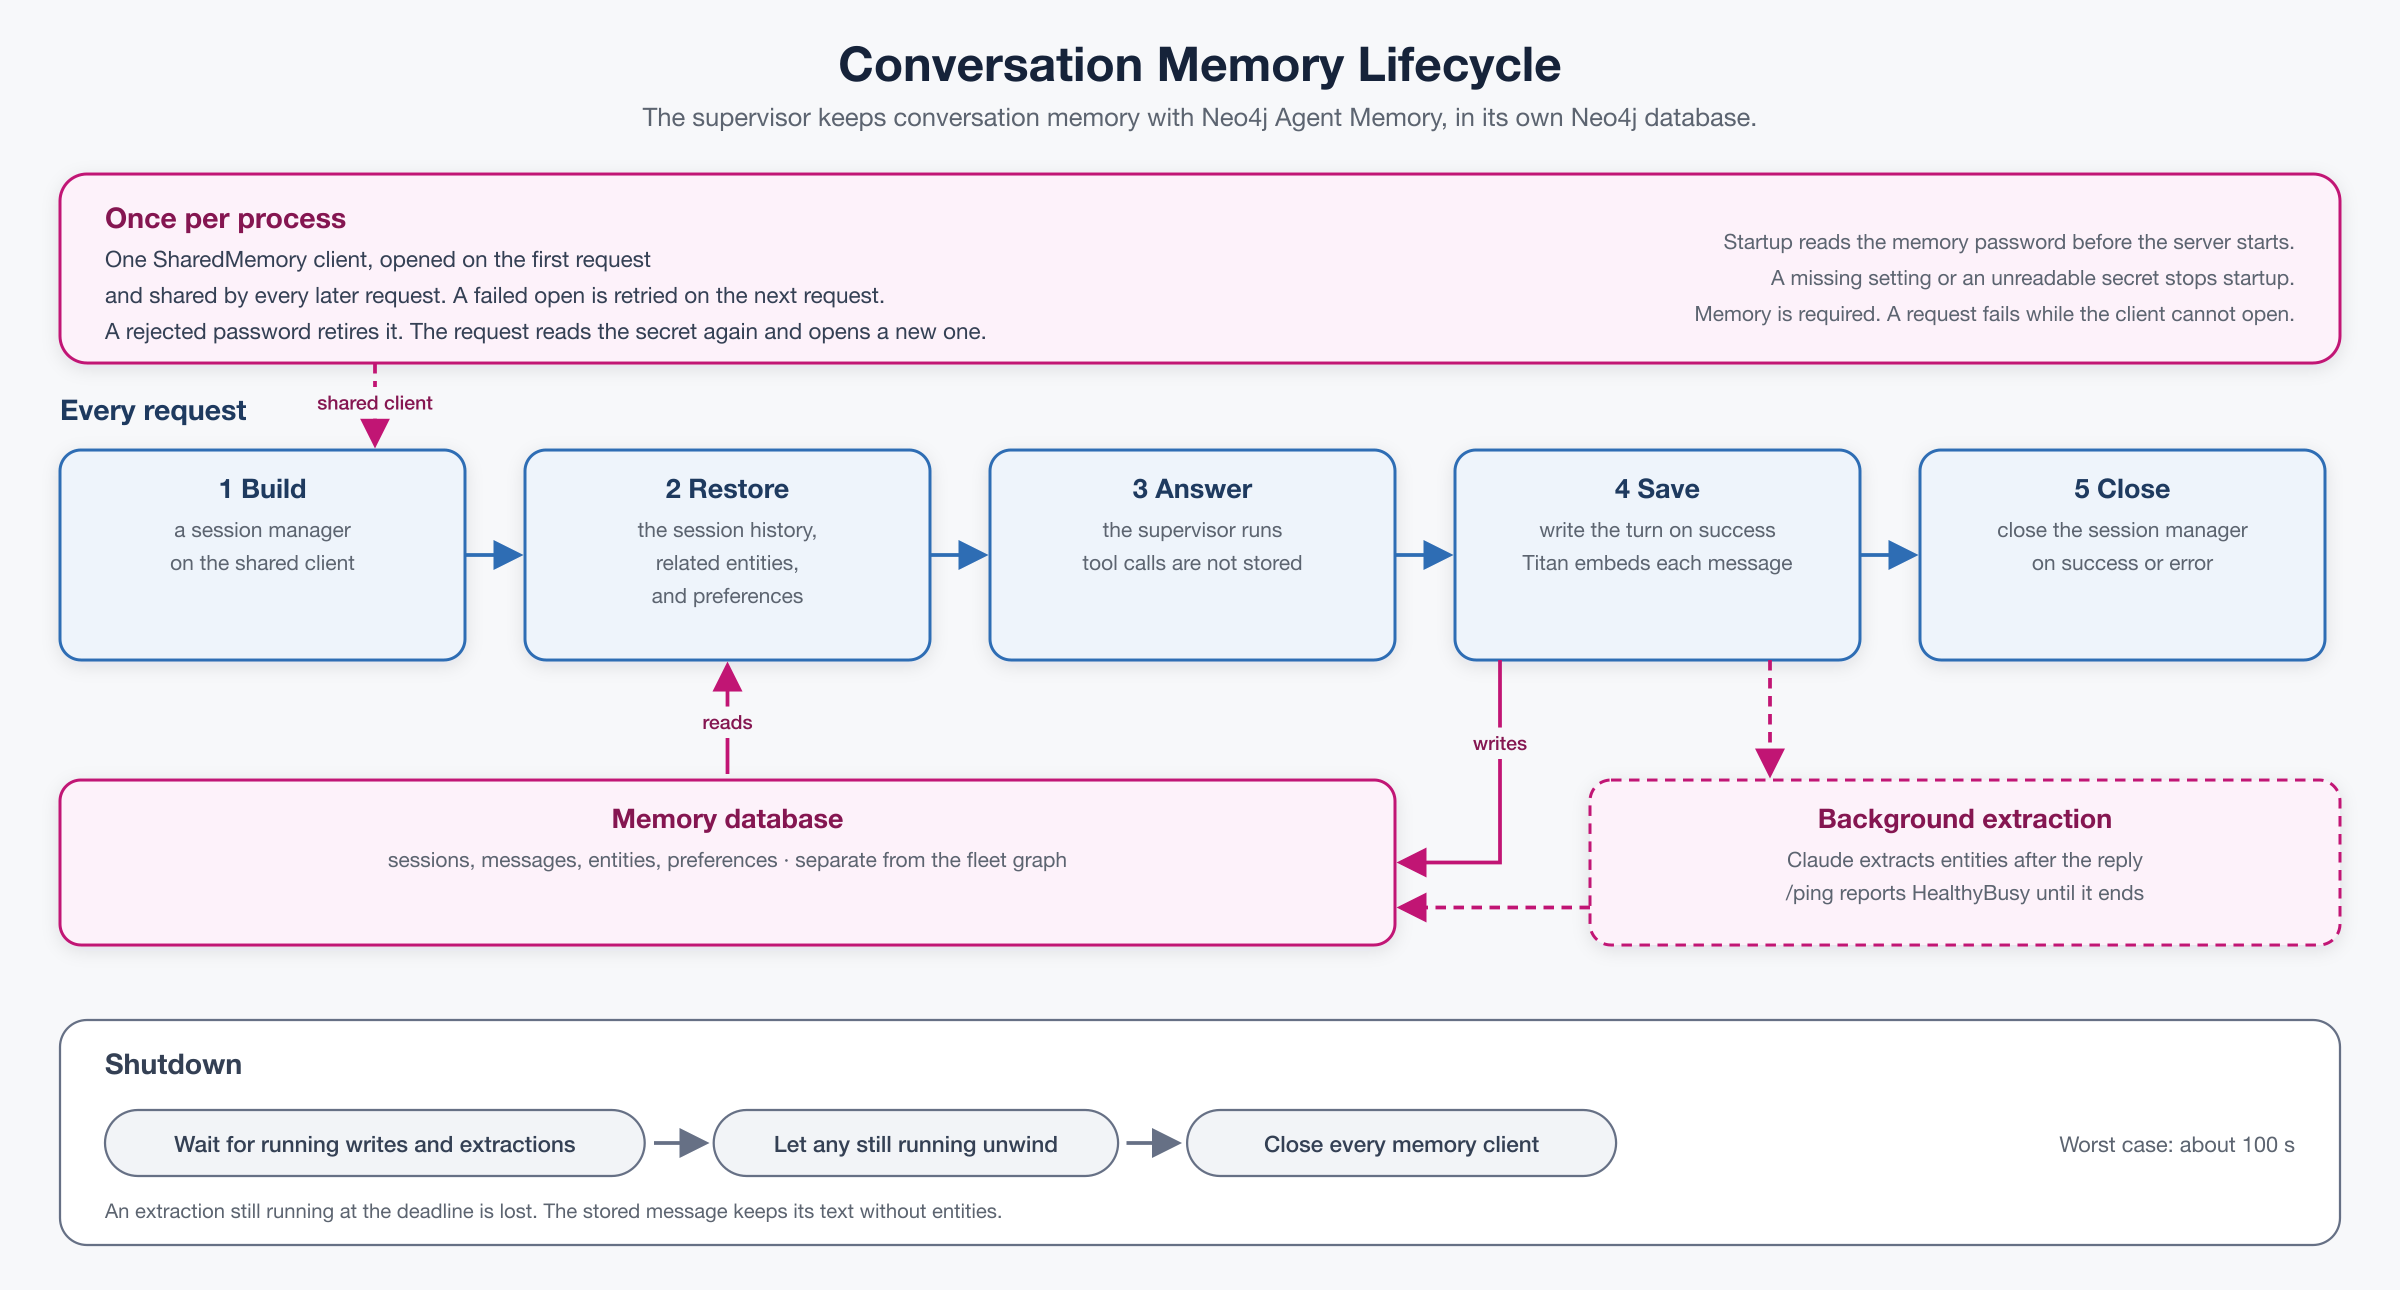 Conversation Memory Lifecycle
The supervisor keeps conversation memory with Neo4j Agent Memory, in its own Neo4j database.
Once per process
One SharedMemory client, opened on the first request
and shared by every later request. A failed open is retried on the next request.
A rejected password retires it. The request reads the secret again and opens a new one.
Startup reads the memory password before the server starts.
A missing setting or an unreadable secret stops startup.
Memory is required. A request fails while the client cannot open.
shared client
Every request
1 Build
a session manager
on the shared client
2 Restore
the session history,
related entities,
and preferences
3 Answer
the supervisor runs
tool calls are not stored
4 Save
write the turn on success
Titan embeds each message
5 Close
close the session manager
on success or error
reads
writes
Memory database
sessions, messages, entities, preferences · separate from the fleet graph
Background extraction
Claude extracts entities after the reply
/ping reports HealthyBusy until it ends
Shutdown
Wait for running writes and extractions
Let any still running unwind
Close every memory client
Worst case: about 100 s
An extraction still running at the deadline is lost. The stored message keeps its text without entities.